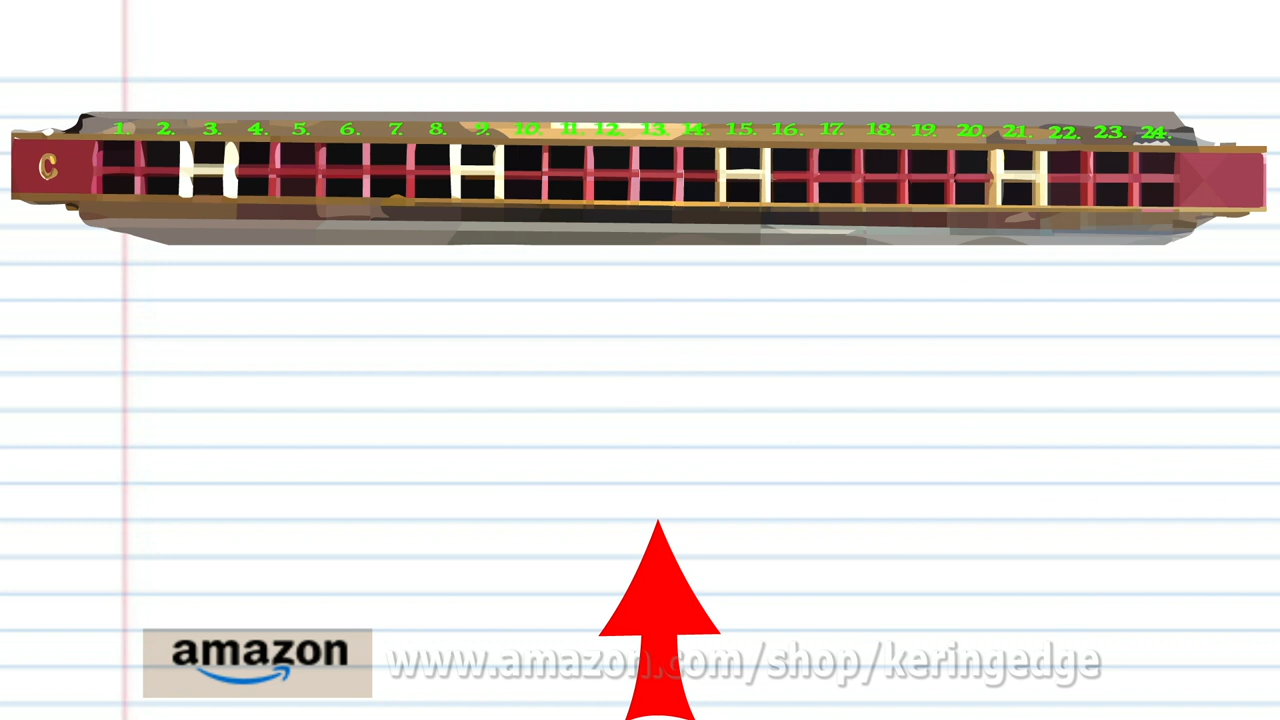 1. 2. 3. 4. 5. 6. 7. 8. 9. 10. 11. 12. 13. 14. 15. 16. 17. 18. 19. 20. 21. 22. 23. 24.
C
amazon www.amazon.com/shop/keringedge